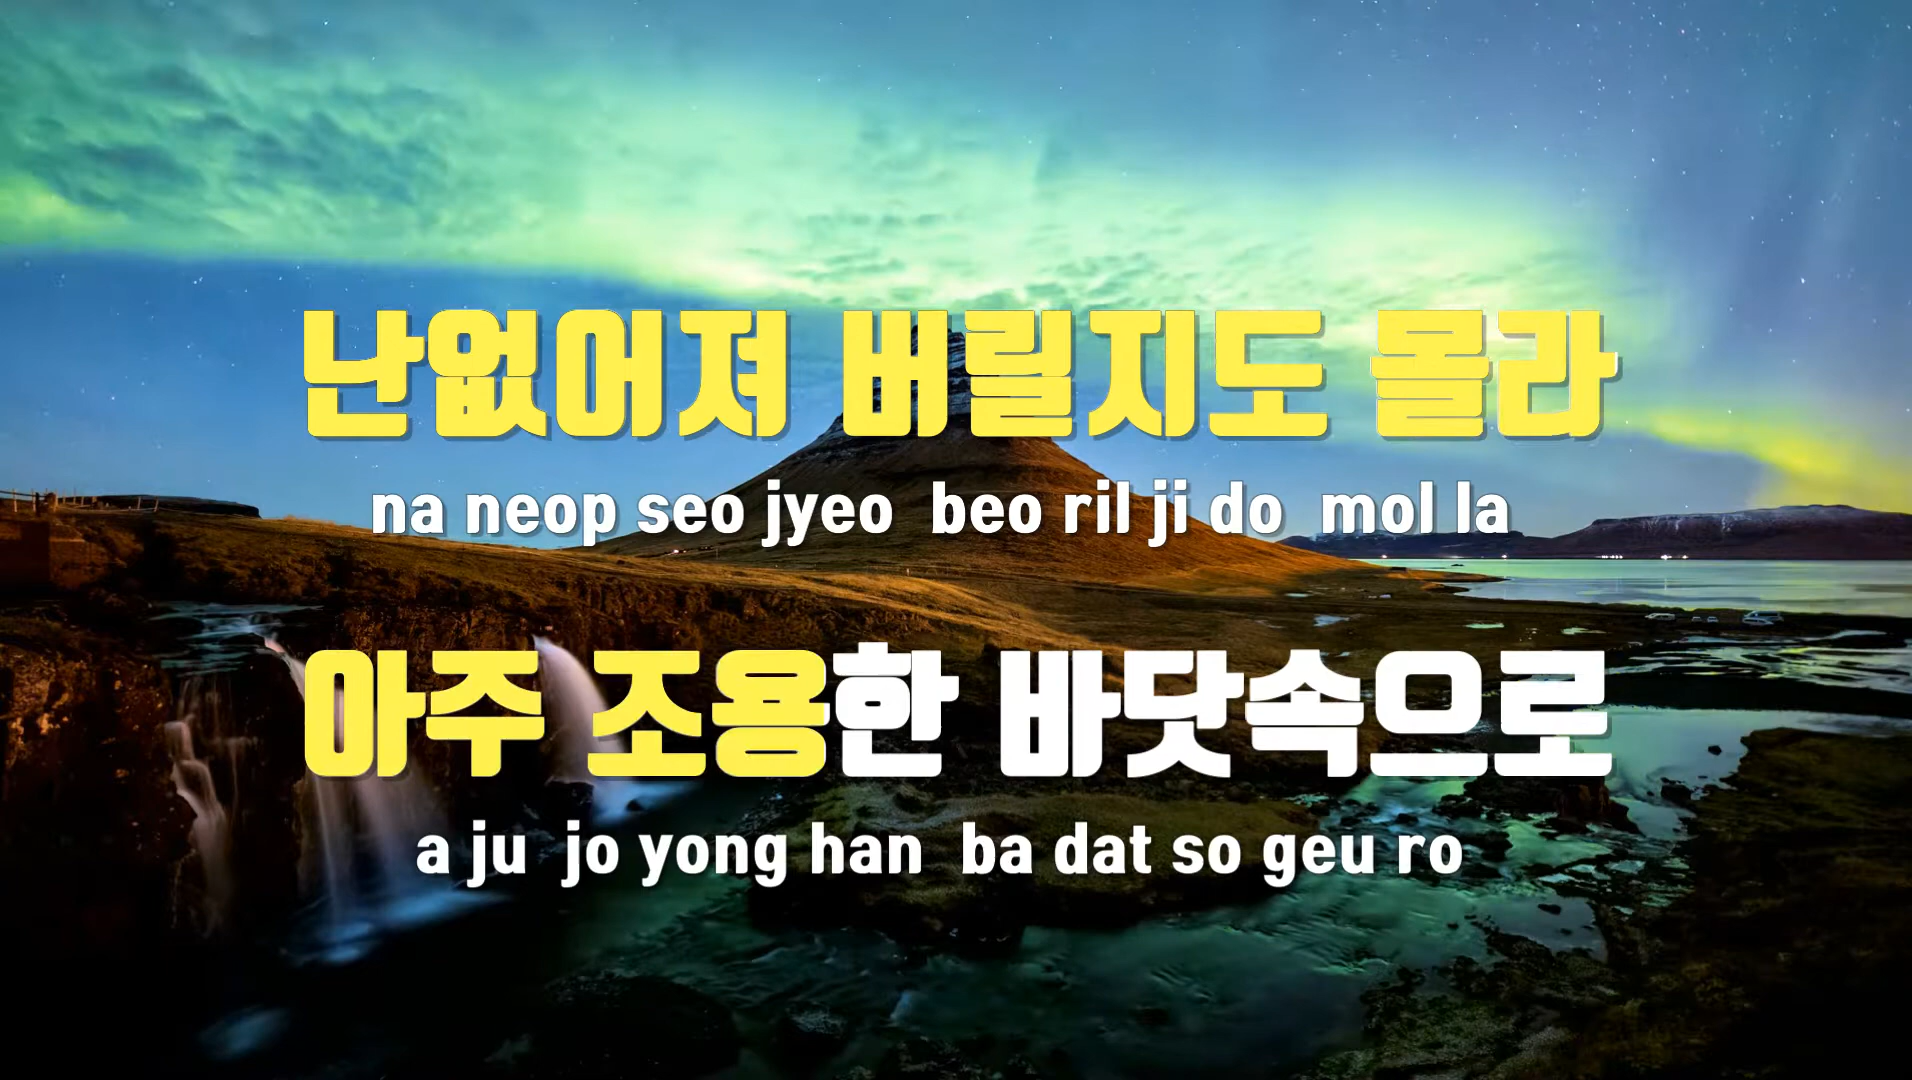 난없어져 버릴지도 몰라
na neop seo jyeo beo ril ji do mol la
아주 조용한 바닷속으로
a ju jo yong han ba dat so geu ro